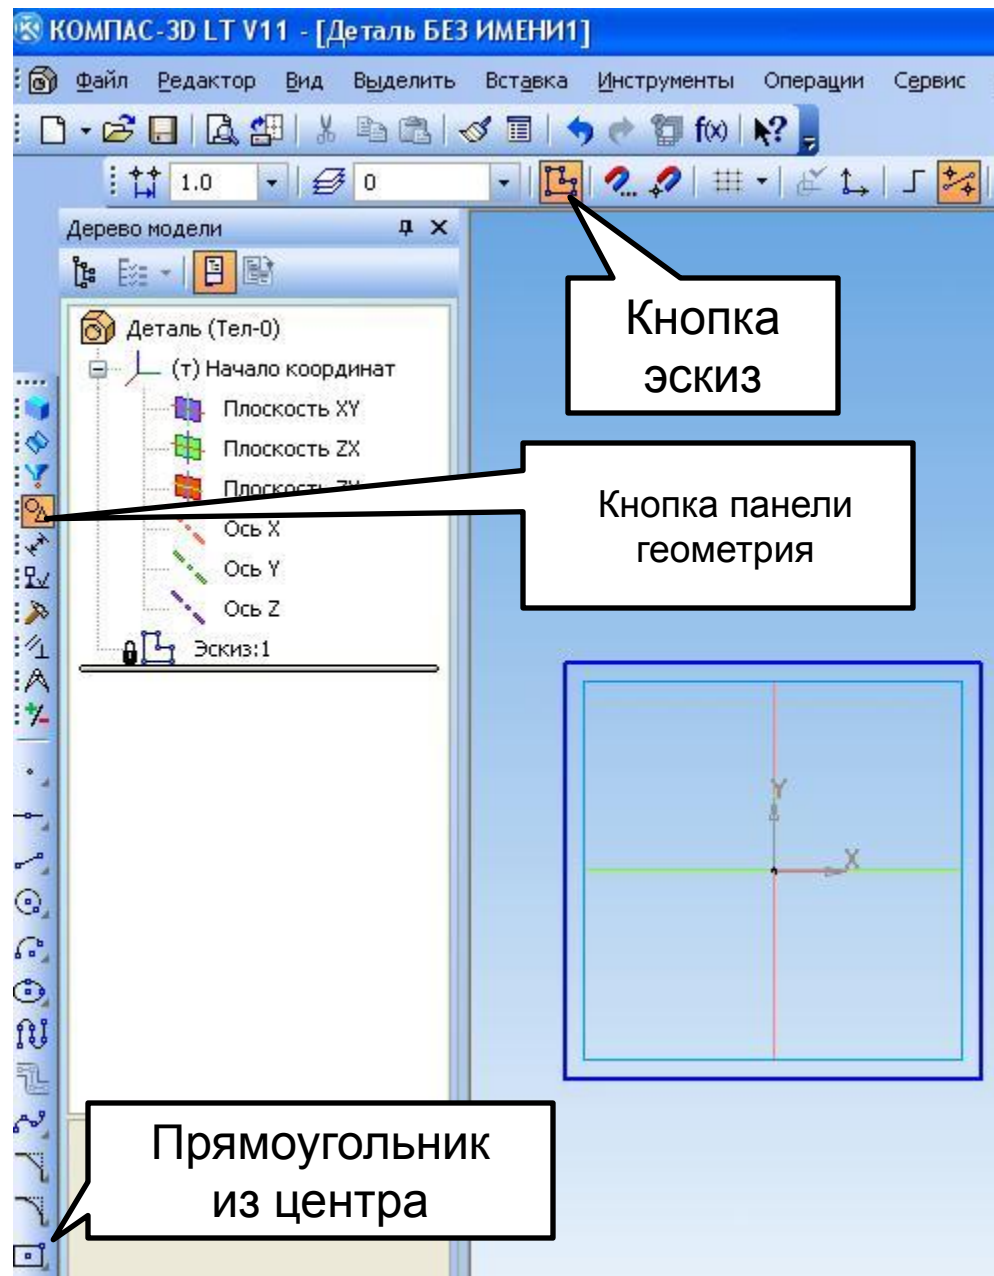 КОМПАС-3D LT V11 - [Деталь БЕЗ ИМЕНИ1]
Файл Редактор Вид Выделить Вставка Инструменты Операции Сервис
f(x) ?
1.0 0
Дерево модели
Деталь (Тел-0)
(т) Начало координат
Плоскость XY
Плоскость ZX
Плоскость ZY
Ось X
Ось Y
Ось Z
Эскиз:1
Кнопка
эскиз
Кнопка панели
геометрия
Y
X
Прямоугольник
из центра